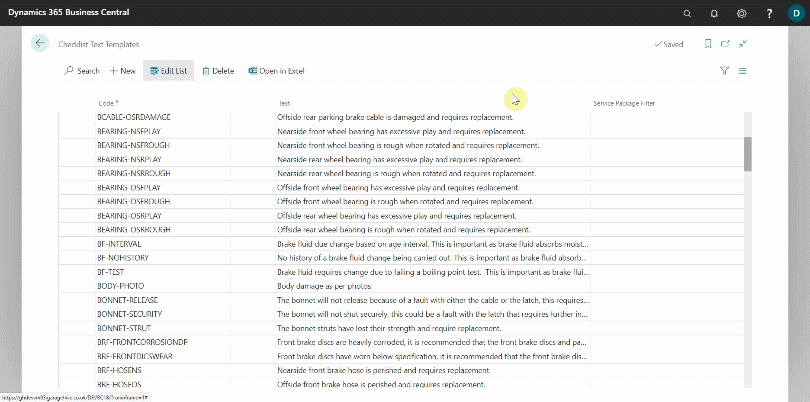 Dynamics 365 Business Central
?
D
Checklist Text Templates
✓ Saved
Search + New Edit List Delete Open in Excel
Code ↑ Text Service Package Filter
BCABLE-OSRDAMAGE Offside rear parking brake cable is damaged and requires replacement.
BEARING-NSFPLAY Nearside front wheel bearing has excessive play and requires replacement.
BEARING-NSFROUGH Nearside front wheel bearing is rough when rotated and requires replacement.
BEARING-NSRPLAY Nearside rear wheel bearing has excessive play and requires replacement.
BEARING-NSRROUGH Nearside rear wheel bearing is rough when rotated and requires replacement.
BEARING-OSFPLAY Offside front wheel bearing has excessive play and requires replacement.
BEARING-OSFROUGH Offside front wheel bearing is rough when rotated and requires replacement.
BEARING-OSRPLAY Offside rear wheel bearing has excessive play and requires replacement.
BEARING-OSRROUGH Offside rear wheel bearing is rough when rotated and requires replacement.
BF-INTERVAL Brake fluid due change based on age interval. This is important as brake fluid absorbs moist...
BF-NOHISTORY No history of a brake fluid change being carried out. This is important as brake fluid absorb...
BF-TEST Brake fluid requires change due to failing a boiling point test. This is important as brake flui...
BODY-PHOTO Body damage as per photos.
BONNET-RELEASE The bonnet will not release because of a fault with either the cable or the latch, this requires...
BONNET-SECURITY The bonnet will not shut securely, this could be a fault with the latch that requires further in...
BONNET-STRUT The bonnet struts have lost their strength and require replacement.
BRF-FRONTCORROSIONDP Front brake discs are heavily corroded, it is recommended that the front brake discs and pa...
BRF-FRONTDICSWEAR Front brake discs have worn below specification, it is recommended that the front brake dis...
BRF-HOSENS Nearside front brake hose is perished and requires replacement.
BRF-HOSEOS Offside front brake hose is perished and requires replacement.